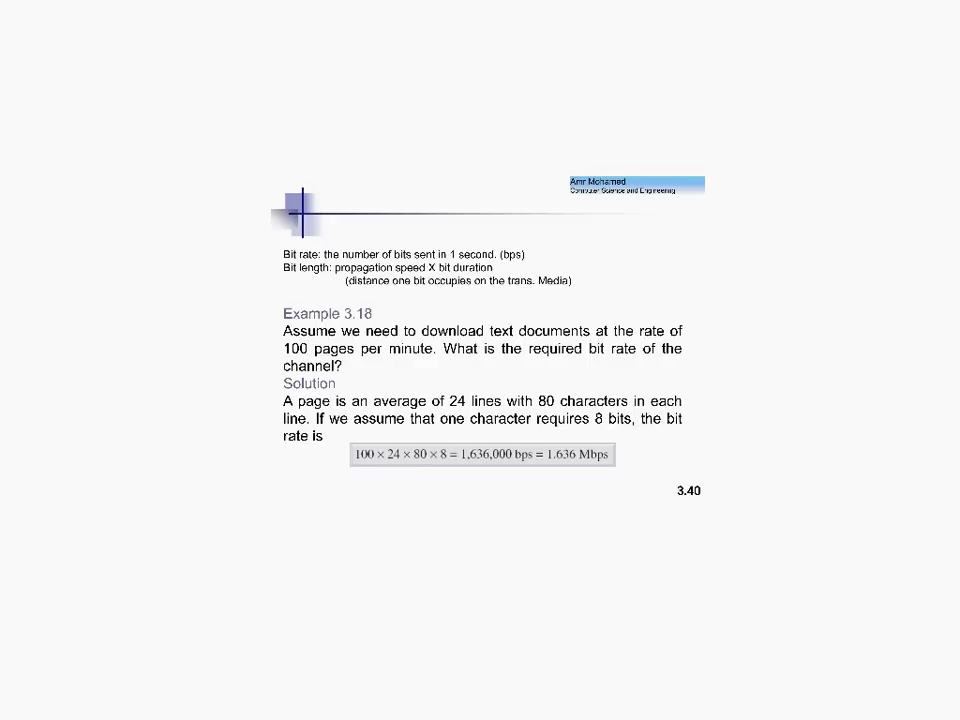 Amr Mohamed
Computer Science and Engineering
Bit rate: the number of bits sent in 1 second. (bps)
Bit length: propagation speed X bit duration
(distance one bit occupies on the trans. Media)
Example 3.18
Assume we need to download text documents at the rate of
100 pages per minute. What is the required bit rate of the
channel?
Solution
A page is an average of 24 lines with 80 characters in each
line. If we assume that one character requires 8 bits, the bit
rate is
100 × 24 × 80 × 8 = 1,636,000 bps = 1.636 Mbps
3.40